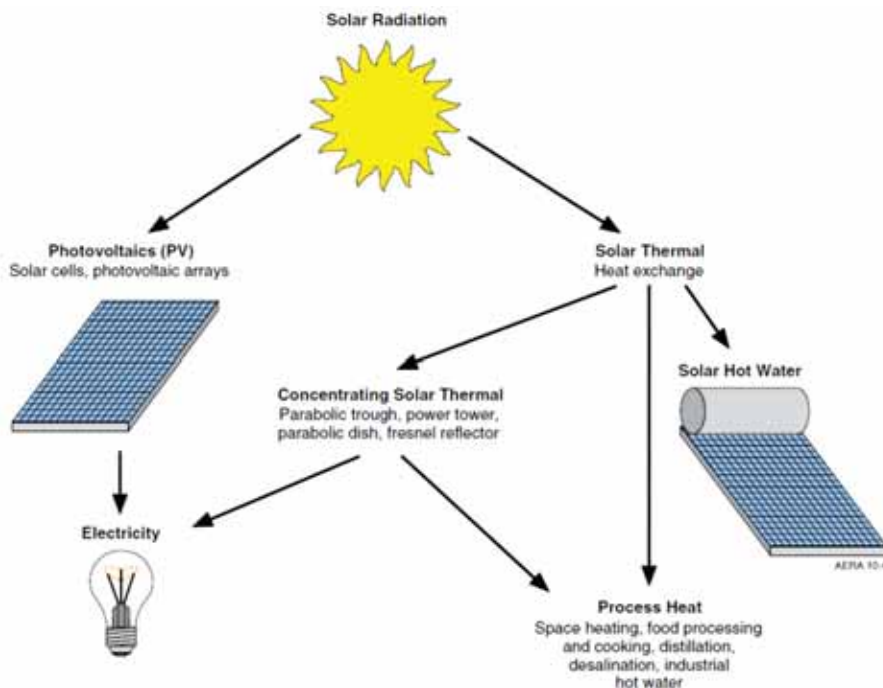 Solar Radiation
Photovoltaics (PV)
Solar cells, photovoltaic arrays
Solar Thermal
Heat exchange
Concentrating Solar Thermal
Parabolic trough, power tower,
parabolic dish, fresnel reflector
Solar Hot Water
Electricity
AERA 10.
Process Heat
Space heating, food processing
and cooking, distillation,
desalination, industrial
hot water